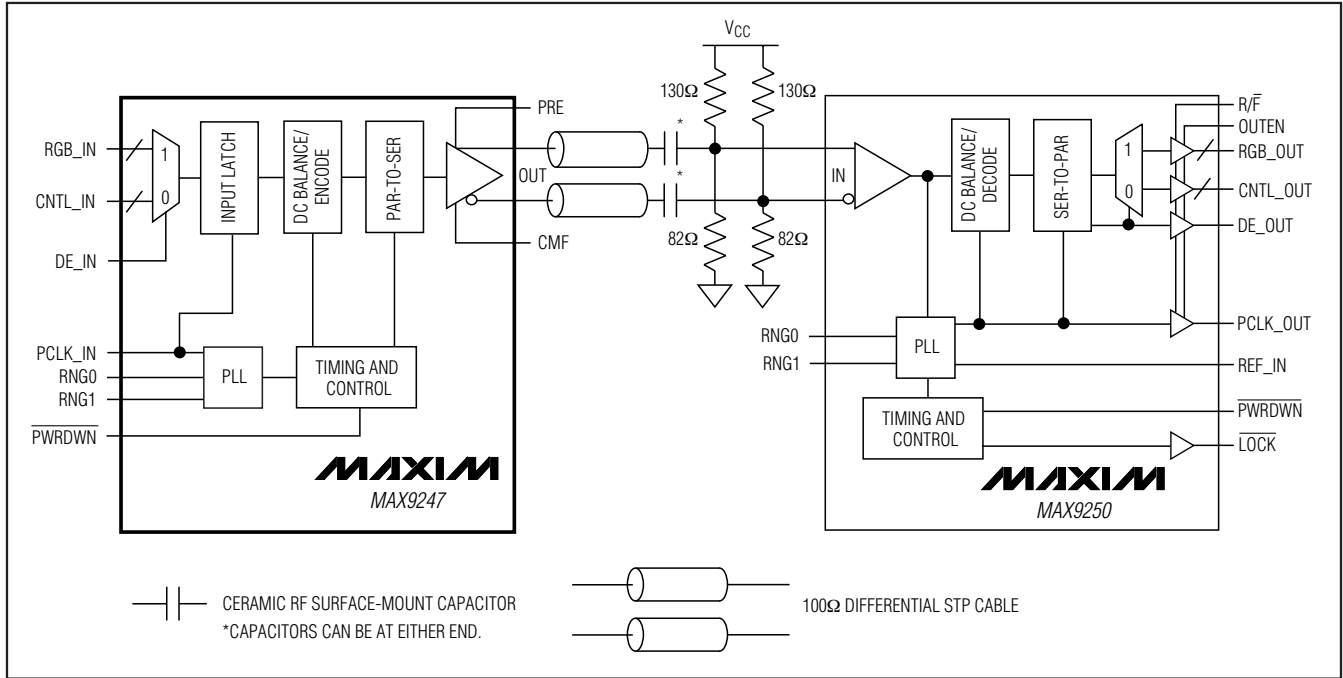 VCC
130Ω
130Ω
*
*
82Ω
82Ω
RGB_IN
CNTL_IN
DE_IN
PCLK_IN
RNG0
RNG1
PWRDWN
1
0
INPUT LATCH
DC BALANCE/
ENCODE
PAR-TO-SER
PLL
TIMING AND
CONTROL
PRE
OUT
CMF
MAXIM
MAX9247
IN
DC BALANCE/
DECODE
SER-TO-PAR
1
0
R/F
OUTEN
RGB_OUT
CNTL_OUT
DE_OUT
PCLK_OUT
RNG0
RNG1
PLL
REF_IN
TIMING AND
CONTROL
PWRDWN
LOCK
MAXIM
MAX9250
CERAMIC RF SURFACE-MOUNT CAPACITOR
*CAPACITORS CAN BE AT EITHER END.
100Ω DIFFERENTIAL STP CABLE